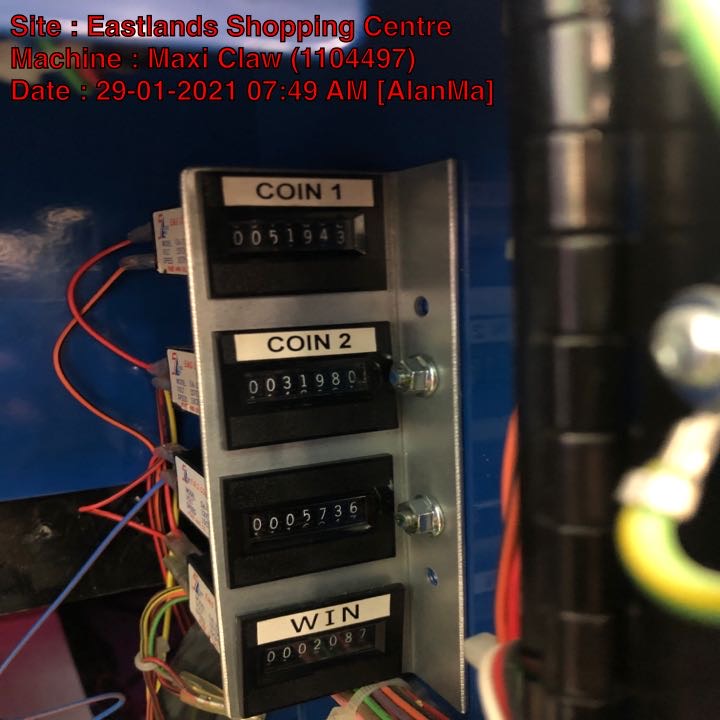 Site : Eastlands Shopping Centre
Machine : Maxi Claw (1104497)
Date : 29-01-2021 07:49 AM [AlanMa]
COIN 1
0051943
COIN 2
0031980
0005736
WIN
0002087